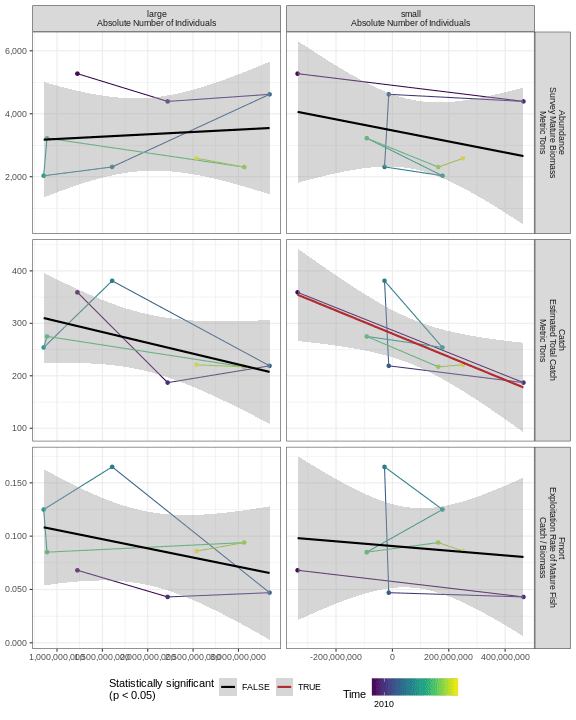 large
Absolute Number of Individuals
small
Absolute Number of Individuals
6,000
4,000
2,000
Abundance
Survey Mature Biomass
Metric Tons
400
300
200
100
Catch
Estimated Total Catch
Metric Tons
0.150
0.100
0.050
0.000
Fmort
Exploitation Rate of Mature Fish
Catch / Biomass
-200,000,000
0
200,000,000
400,000,000
Statistically significant
(p < 0.05)
FALSE
TRUE
Time
2010